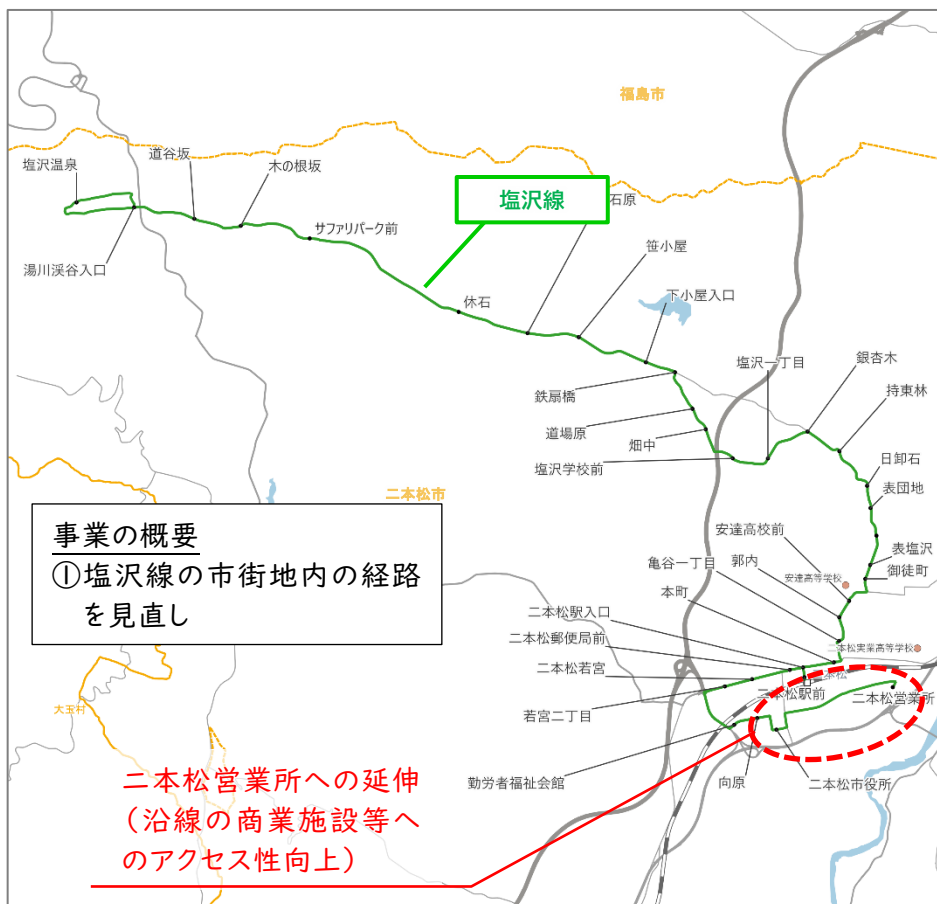 福島市
塩沢温泉
道谷坂
木の根坂
サファリパーク前
湯川渓谷入口
塩沢線
石原
笹小屋
下小屋入口
休石
塩沢一丁目
銀杏木
持東林
鉄扇橋
道場原
畑中
塩沢学校前
日卸石
表団地
二本松市
事業の概要
①塩沢線の市街地内の経路
を見直し
安達高校前
亀谷一丁目
郭内
安達高等学校
表塩沢
御徒町
本町
二本松駅入口
二本松郵便局前
二本松実業高等学校
二本松若宮
二本松駅前
二本松営業所
若宮二丁目
大玉村
勤労者福祉会館
向原
二本松市役所
二本松営業所への延伸
（沿線の商業施設等へ
のアクセス性向上）